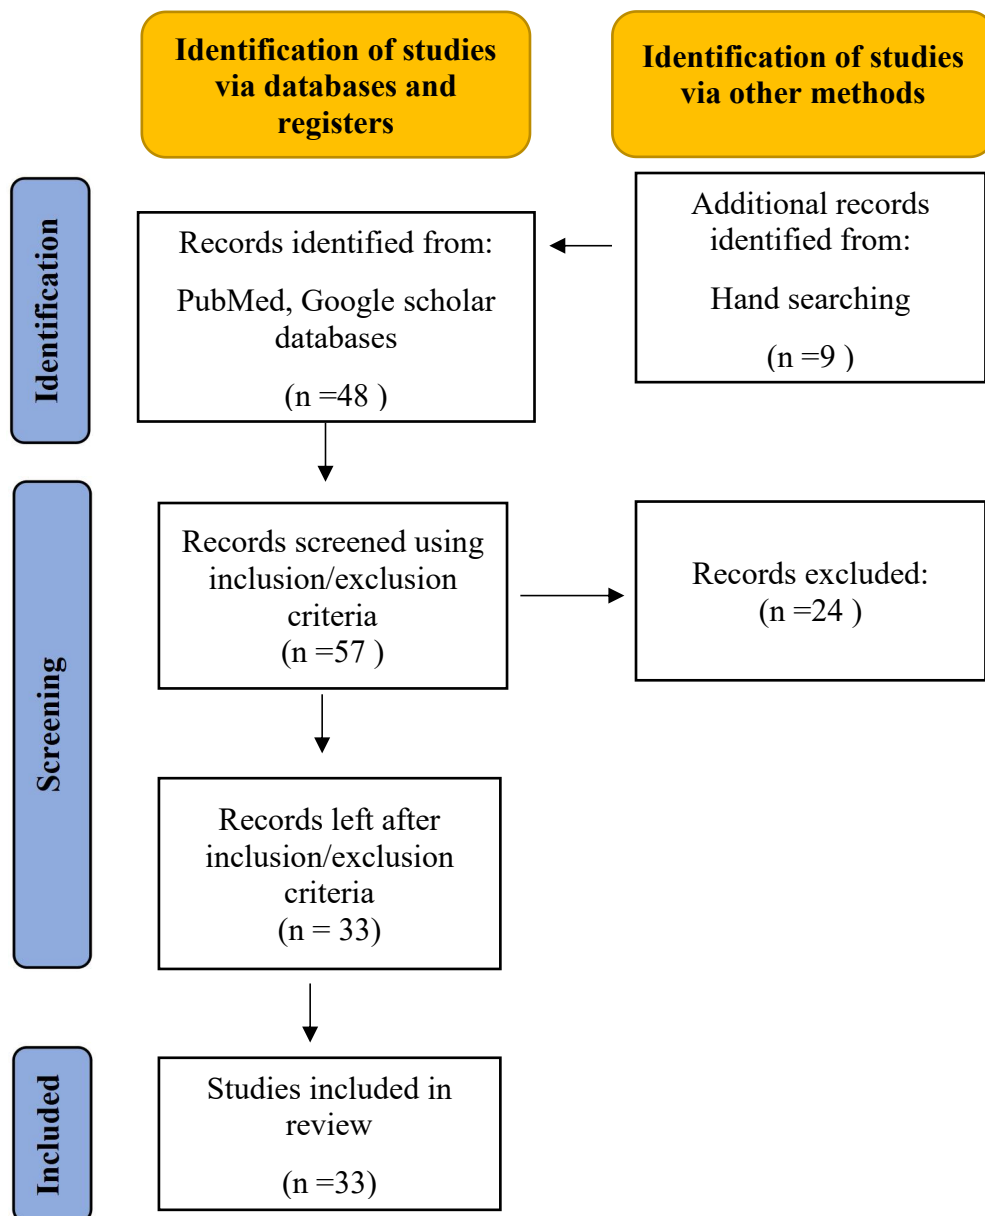 Identification of studies
via databases and
registers
Identification of studies
via other methods
Identification
Records identified from:
PubMed, Google scholar
databases
(n =48 )
Additional records
identified from:
Hand searching
(n =9 )
Screening
Records screened using
inclusion/exclusion
criteria
(n =57 )
Records excluded:
(n =24 )
Records left after
inclusion/exclusion
criteria
(n = 33)
Included
Studies included in
review
(n =33)